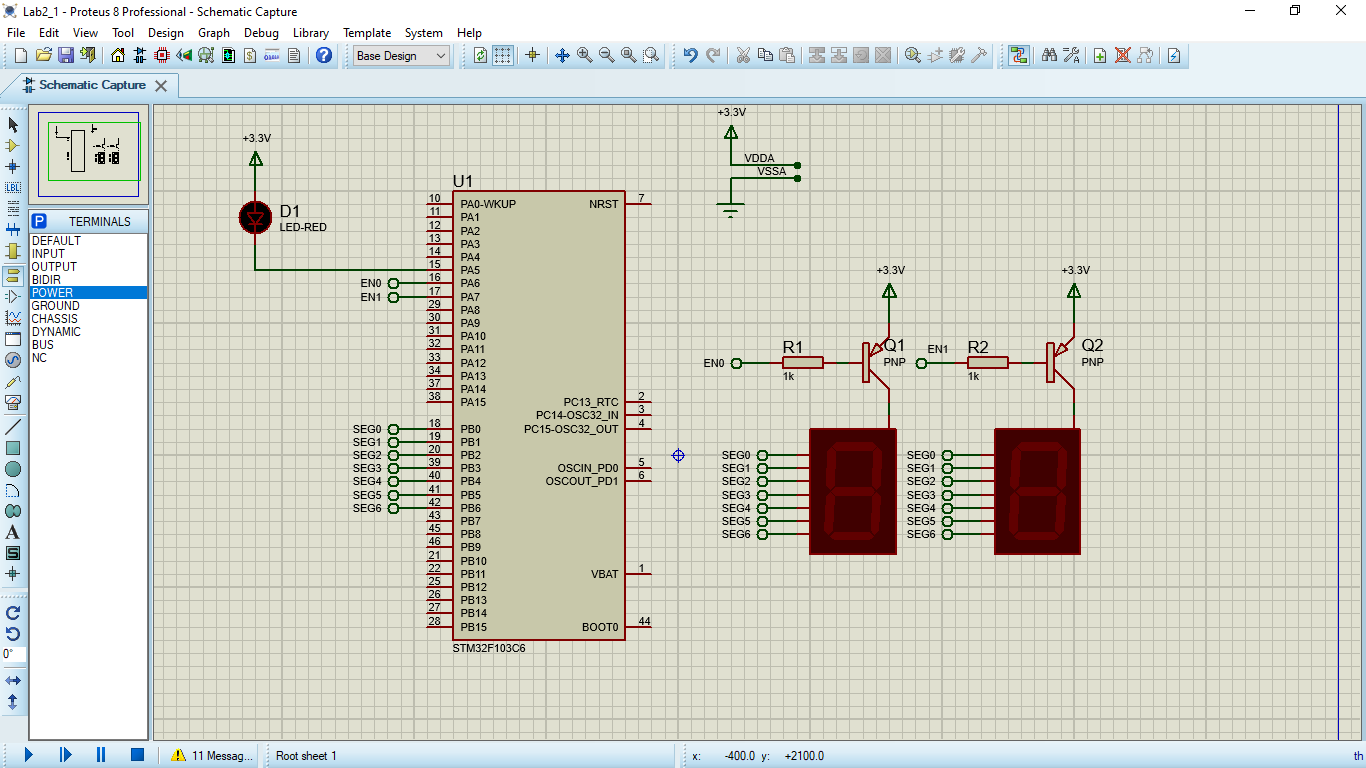 Lab2_1 - Proteus 8 Professional - Schematic Capture
File Edit View Tool Design Graph Debug Library Template System Help
Base Design
Schematic Capture
TERMINALS
DEFAULT
INPUT
OUTPUT
BIDIR
POWER
GROUND
CHASSIS
DYNAMIC
BUS
NC
LBL
0°
+3.3V
D1
LED-RED
U1
10 PA0-WKUP
11 PA1
12 PA2
13 PA3
14 PA4
15 PA5
EN0 16 PA6
EN1 17 PA7
29 PA8
30 PA9
31 PA10
32 PA11
33 PA12
34 PA13
37 PA14
38 PA15
SEG0 18 PB0
SEG1 19 PB1
SEG2 20 PB2
SEG3 39 PB3
SEG4 40 PB4
SEG5 41 PB5
SEG6 42 PB6
43 PB7
45 PB8
46 PB9
21 PB10
22 PB11
25 PB12
26 PB13
27 PB14
28 PB15
NRST 7
PC13_RTC 2
PC14-OSC32_IN 3
PC15-OSC32_OUT 4
OSCIN_PD0 5
OSCOUT_PD1 6
VBAT 1
BOOT0 44
STM32F103C6
+3.3V
VDDA
VSSA
+3.3V
EN0
R1
1k
Q1
PNP
SEG0
SEG1
SEG2
SEG3
SEG4
SEG5
SEG6
+3.3V
EN1
R2
1k
Q2
PNP
SEG0
SEG1
SEG2
SEG3
SEG4
SEG5
SEG6
11 Messag... Root sheet 1 x: -400.0 y: +2100.0 th